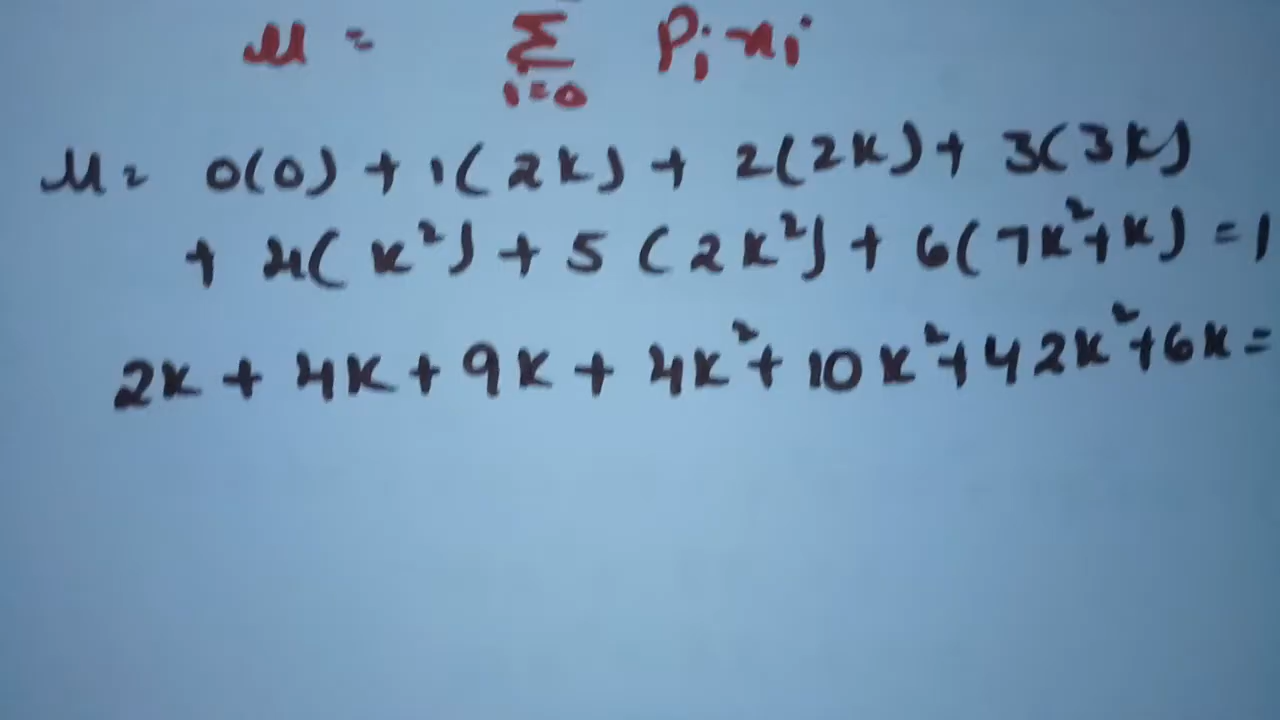 μ = Σ Pᵢxᵢ
i=0
μ = 0(0) + 1(2k) + 2(2k) + 3(3k)
+ 4(k²) + 5(2k²) + 6(7k²+k) = 1
2k + 4k + 9k + 4k² + 10k² + 42k² + 6k =